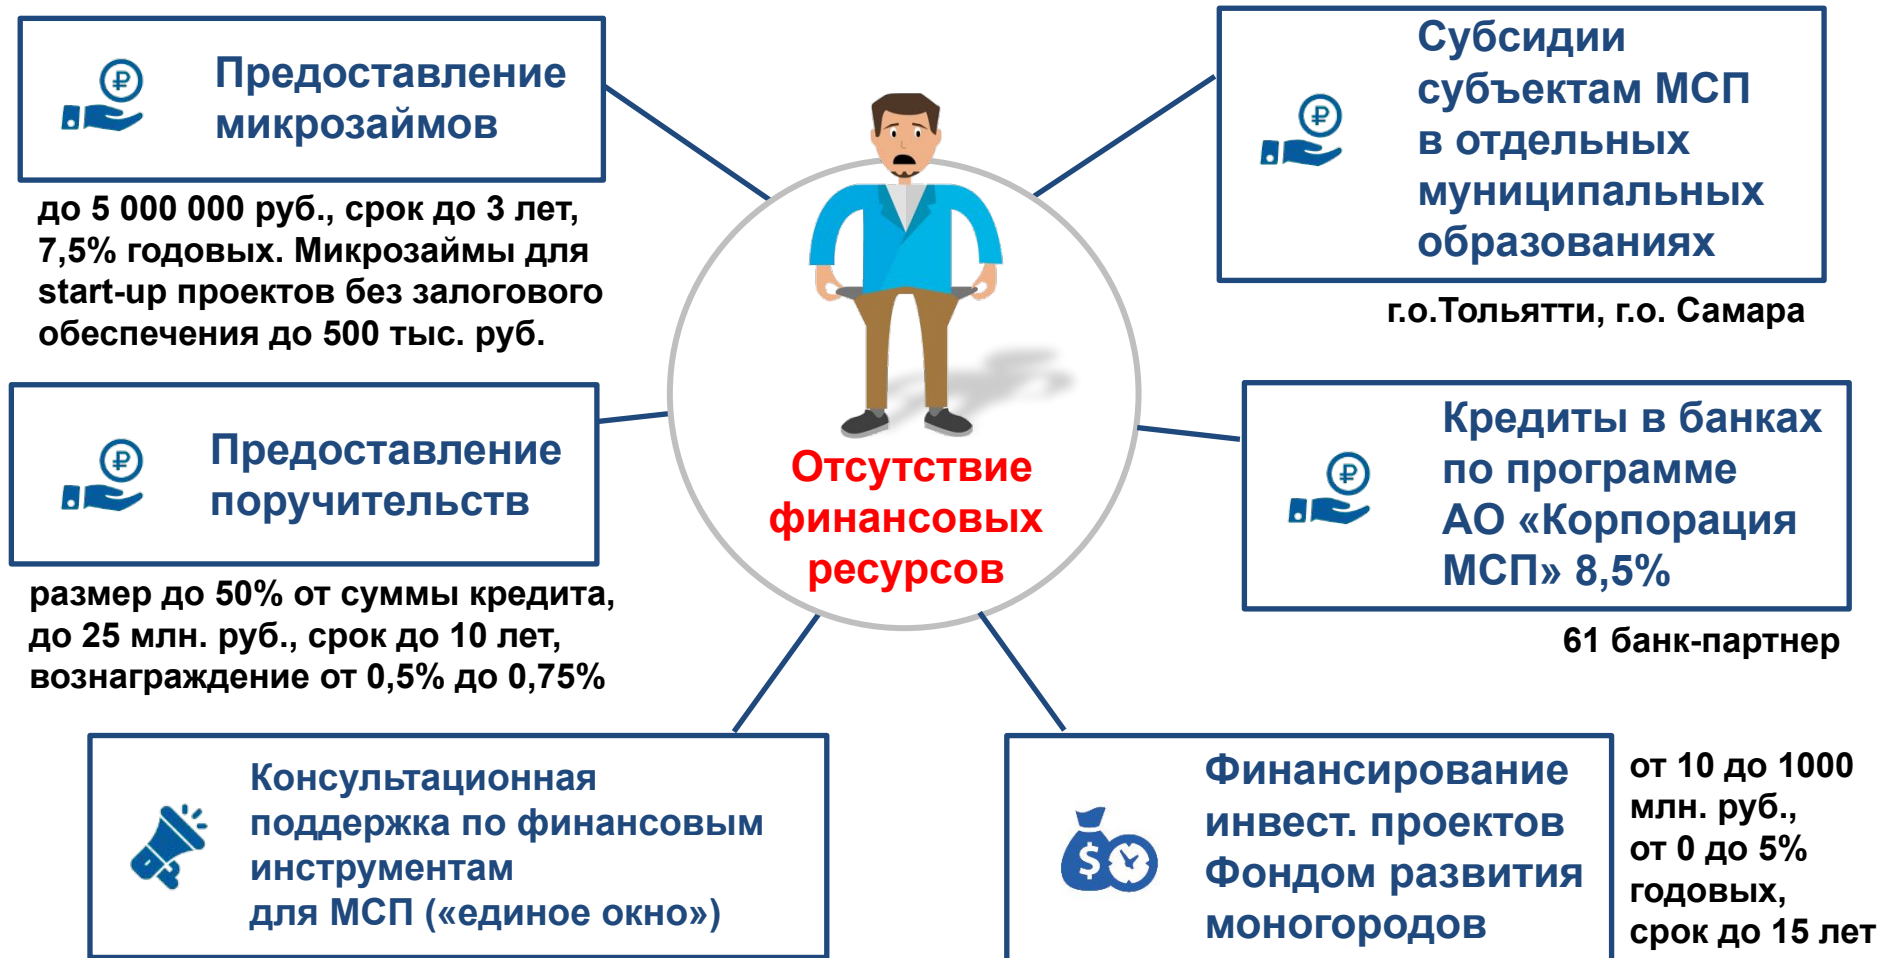 Предоставление
микрозаймов
до 5 000 000 руб., срок до 3 лет,
7,5% годовых. Микрозаймы для
start-up проектов без залогового
обеспечения до 500 тыс. руб.
Предоставление
поручительств
размер до 50% от суммы кредита,
до 25 млн. руб., срок до 10 лет,
вознаграждение от 0,5% до 0,75%
Консультационная
поддержка по финансовым
инструментам
для МСП («единое окно»)
Отсутствие
финансовых
ресурсов
Субсидии
субъектам МСП
в отдельных
муниципальных
образованиях
г.о.Тольятти, г.о. Самара
Кредиты в банках
по программе
АО «Корпорация
МСП» 8,5%
61 банк-партнер
Финансирование
инвест. проектов
Фондом развития
моногородов
от 10 до 1000
млн. руб.,
от 0 до 5%
годовых,
срок до 15 лет